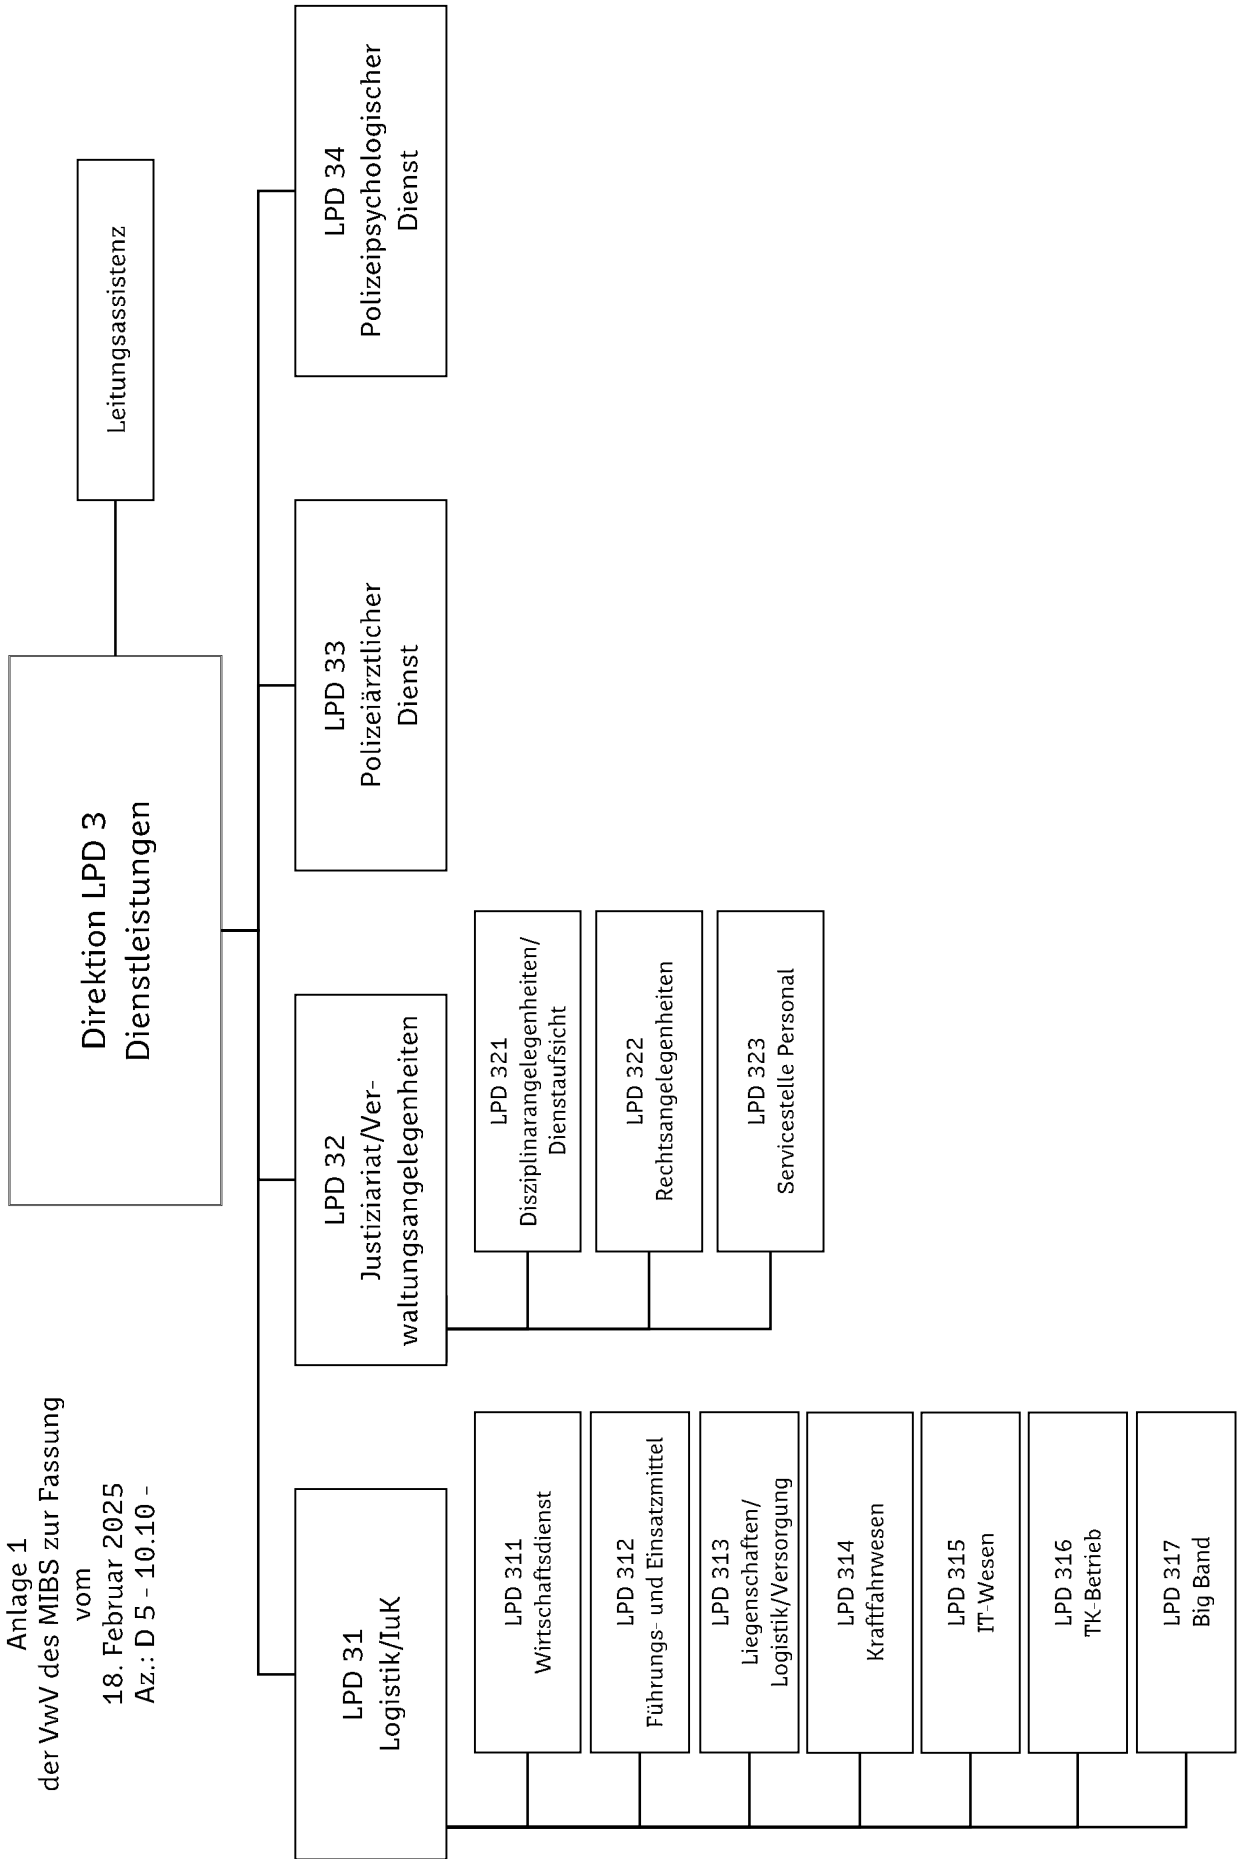 Anlage 1
der VwV des MIBS zur Fassung
vom
18. Februar 2025
Az.: D 5 - 10.10 -
Direktion LPD 3
Dienstleistungen
Leitungsassistenz
LPD 31
Logistik/IuK
LPD 311
Wirtschaftsdienst
LPD 312
Führungs- und Einsatzmittel
LPD 313
Liegenschaften/
Logistik/Versorgung
LPD 314
Kraftfahrwesen
LPD 315
IT-Wesen
LPD 316
TK-Betrieb
LPD 317
Big Band
LPD 32
Justiziariat/Ver-
waltungsangelegenheiten
LPD 321
Disziplinarangelegenheiten/
Dienstaufsicht
LPD 322
Rechtsangelegenheiten
LPD 323
Servicestelle Personal
LPD 33
Polizeiärztlicher
Dienst
LPD 34
Polizeipsychologischer
Dienst